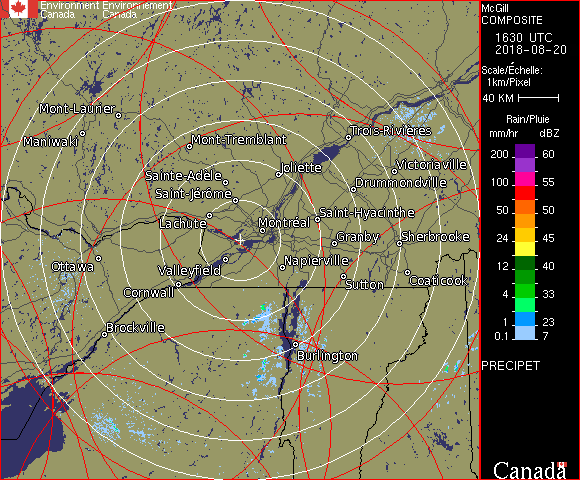 Environment Environnement
Canada Canada
McGill
COMPOSITE
1630 UTC
2018-08-20
Scale/Échelle:
1km/Pixel
40 KM
Rain/Pluie
mm/hr dBZ
200 60
100 55
50 50
24 45
12 40
4 33
1 23
0.1 7
PRECIPET
Canada
Mont-Laurier
Maniwaki
Mont-Tremblant
Trois-Rivières
Sainte-Adèle
Joliette
Victoriaville
Saint-Jérôme
Drummondville
Lachute
Montréal
Saint-Hyacinthe
Granby
Sherbrooke
Ottawa
Valleyfield
Napierville
Cornwall
Sutton
Coaticook
Brockville
Burlington